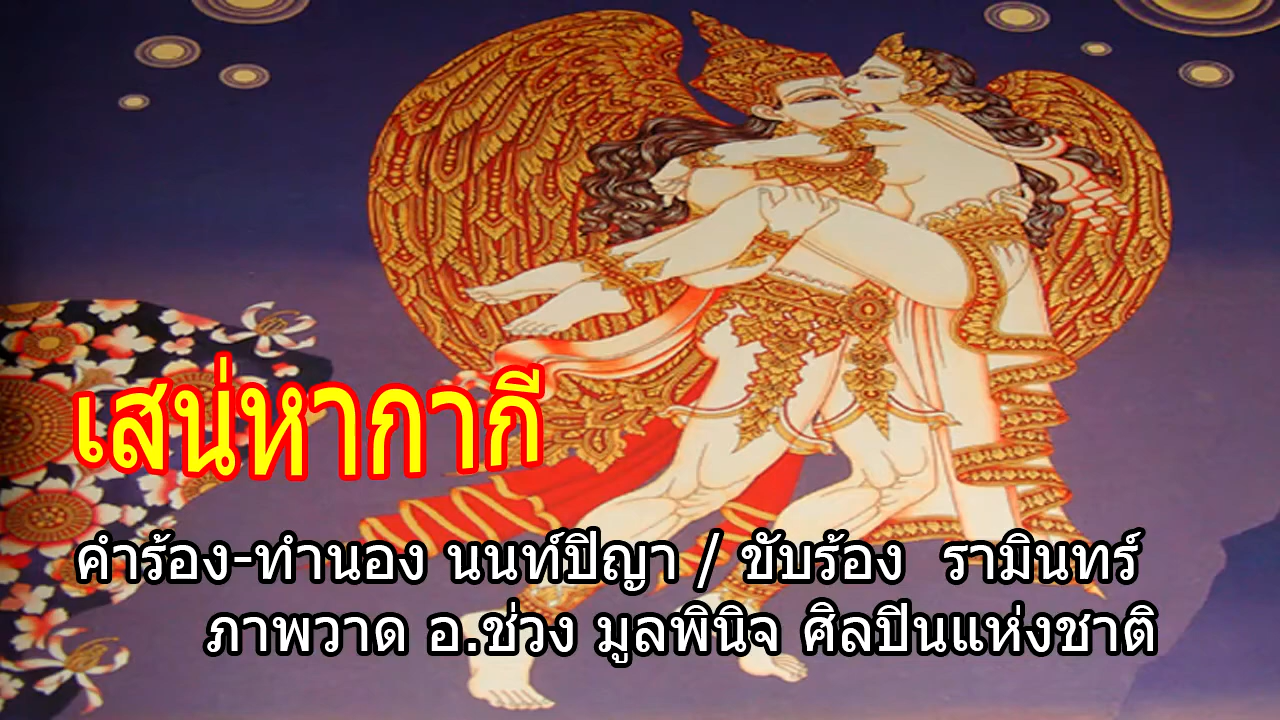 เสน่หากากี
คำร้อง-ทำนอง นนท์ปิญา / ขับร้อง  รามินทร์
ภาพวาด อ.ช่วง มูลพินิจ ศิลปินแห่งชาติ